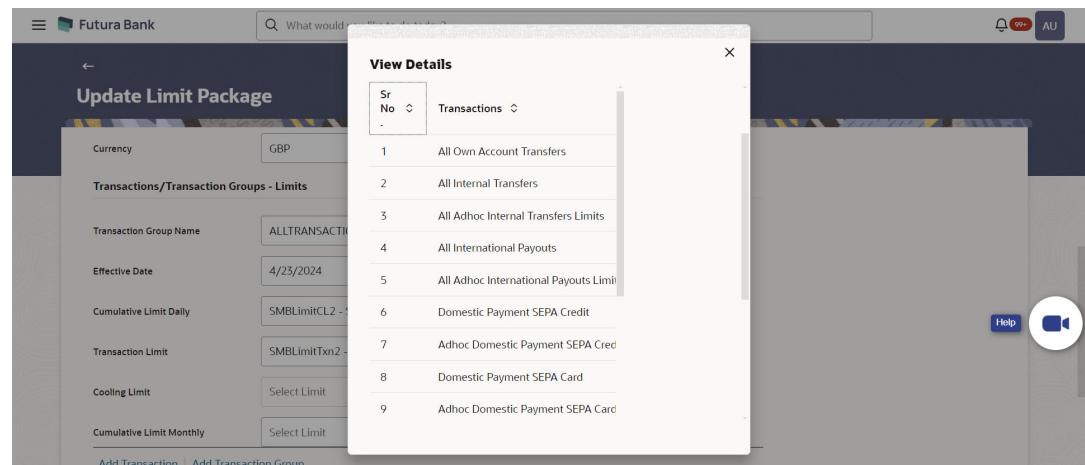 Futura Bank
What would you like to do today?
99+
AU
Update Limit Package
Currency
GBP
Transactions/Transaction Groups - Limits
Transaction Group Name
ALLTRANSACTI
Effective Date
4/23/2024
Cumulative Limit Daily
SMBLimitCL2 -
Transaction Limit
SMBLimitTxn2 -
Cooling Limit
Select Limit
Cumulative Limit Monthly
Select Limit
Add Transaction Add Transaction Group
View Details
Sr
No
.
Transactions
1 All Own Account Transfers
2 All Internal Transfers
3 All Adhoc Internal Transfers Limits
4 All International Payouts
5 All Adhoc International Payouts Limi
6 Domestic Payment SEPA Credit
7 Adhoc Domestic Payment SEPA Cred
8 Domestic Payment SEPA Card
9 Adhoc Domestic Payment SEPA Card
Help